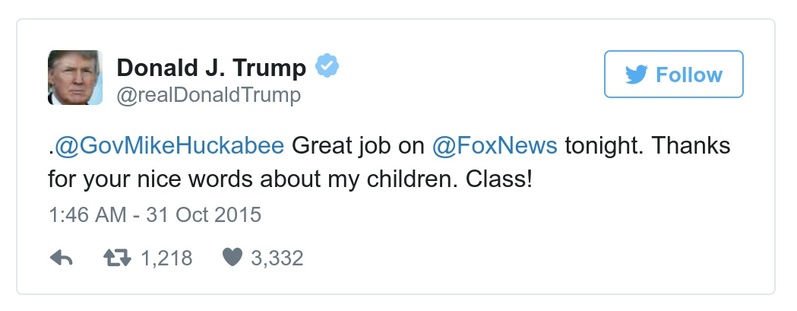 Donald J. Trump
@realDonaldTrump
Follow
.@GovMikeHuckabee Great job on @FoxNews tonight. Thanks
for your nice words about my children. Class!
1:46 AM - 31 Oct 2015
1,218 3,332